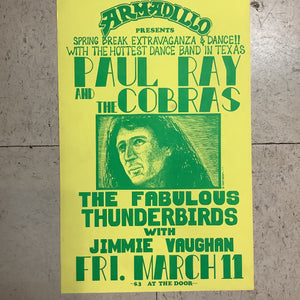 ARMADILLO
PRESENTS
SPRING BREAK EXTRAVAGANZA & DANCE!!
WITH THE HOTTEST DANCE BAND IN TEXAS
PAUL RAY
AND THE COBRAS
THE FABULOUS
THUNDERBIRDS
WITH
JIMMIE VAUGHAN
FRI. MARCH 11
~$3 AT THE DOOR~